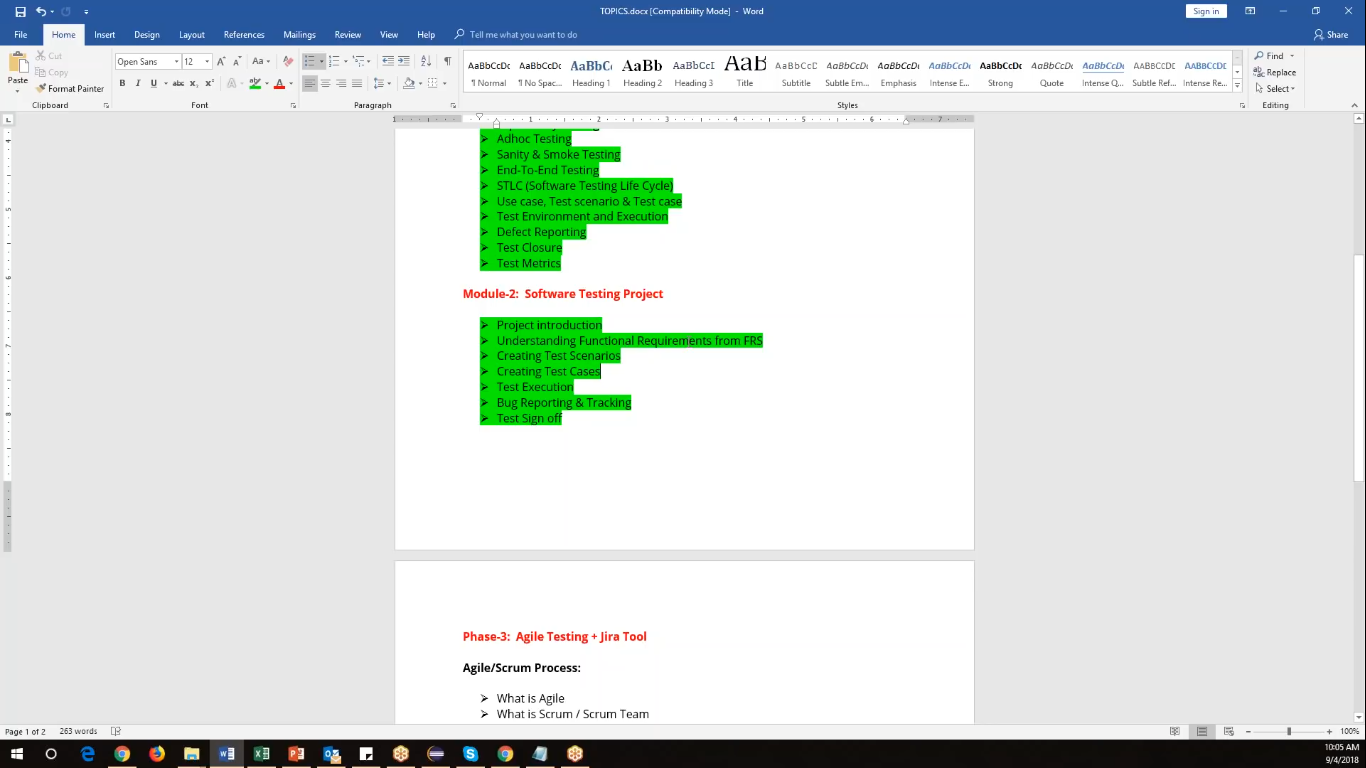 TOPICS.docx [Compatibility Mode] - Word
Sign in
File Home Insert Design Layout References Mailings Review View Help Tell me what you want to do Share
Paste
Cut
Copy
Format Painter
Clipboard
Open Sans 12
Font
Paragraph
AaBbCcDc AaBbCcDc AaBbC AaBb AaBbCcD AaB AaBbCcD AaBbCcDc AaBbCcDc AaBbCcDc AaBbCcDc AaBbCcDc AaBbCcDc AABBCCDC AABBCCDC
¶ Normal ¶ No Spac... Heading 1 Heading 2 Heading 3 Title Subtitle Subtle Em... Emphasis Intense E... Strong Quote Intense Q... Subtle Ref... Intense Re...
Styles
Find
Replace
Select
Editing
Adhoc Testing
Sanity & Smoke Testing
End-To-End Testing
STLC (Software Testing Life Cycle)
Use case, Test scenario & Test case
Test Environment and Execution
Defect Reporting
Test Closure
Test Metrics
Module-2: Software Testing Project
Project introduction
Understanding Functional Requirements from FRS
Creating Test Scenarios
Creating Test Cases
Test Execution
Bug Reporting & Tracking
Test Sign off
Phase-3: Agile Testing + Jira Tool
Agile/Scrum Process:
What is Agile
What is Scrum / Scrum Team
Page 1 of 2 263 words
100%
10:05 AM
9/4/2018